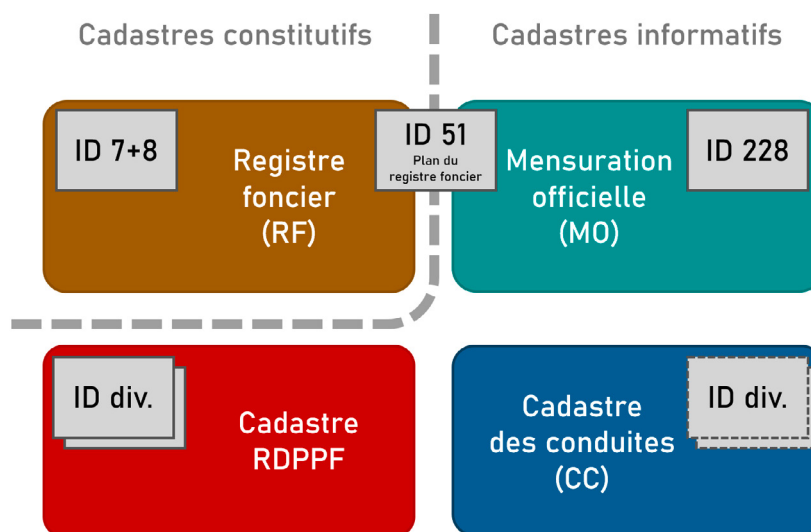 Cadastres constitutifs
Cadastres informatifs
ID 7+8
Registre
foncier
(RF)
ID 51
Plan du
registre foncier
Mensuration
officielle
(MO)
ID 228
ID div.
Cadastre
RDPPF
Cadastre
des conduites
(CC)
ID div.